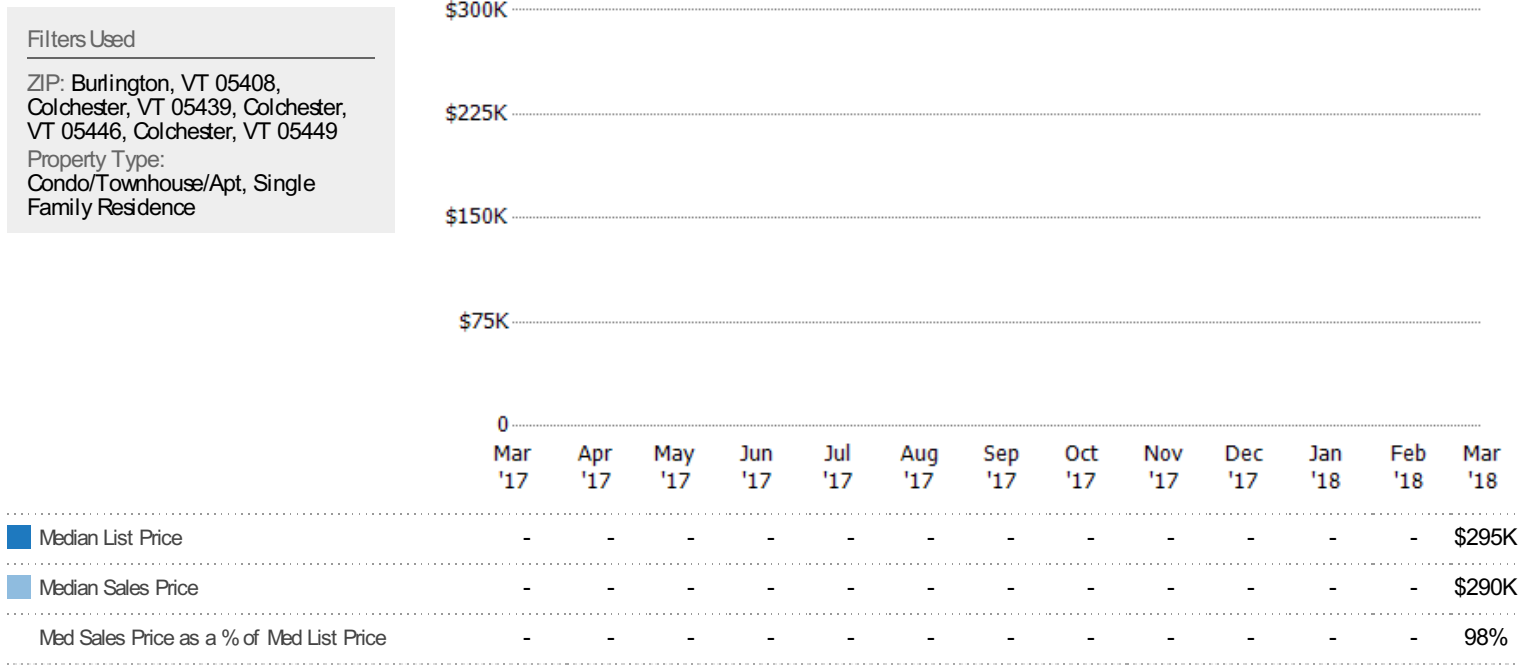 Filters Used
ZIP: Burlington, VT 05408,
Colchester, VT 05439, Colchester,
VT 05446, Colchester, VT 05449
Property Type:
Condo/Townhouse/Apt, Single
Family Residence
$300K
$225K
$150K
$75K
0
Mar Apr May Jun Jul Aug Sep Oct Nov Dec Jan Feb Mar
'17 '17 '17 '17 '17 '17 '17 '17 '17 '17 '18 '18 '18
Median List Price - - - - - - - - - - - - $295K
Median Sales Price - - - - - - - - - - - - $290K
Med Sales Price as a % of Med List Price - - - - - - - - - - - - 98%